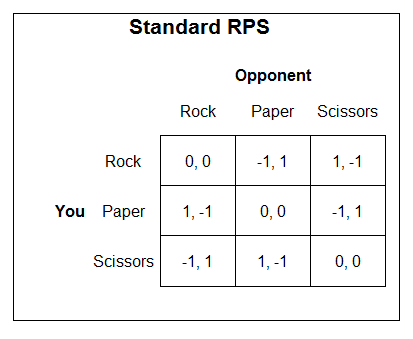 Standard RPS
Opponent
Rock Paper Scissors
Rock 0, 0 -1, 1 1, -1
You Paper 1, -1 0, 0 -1, 1
Scissors -1, 1 1, -1 0, 0